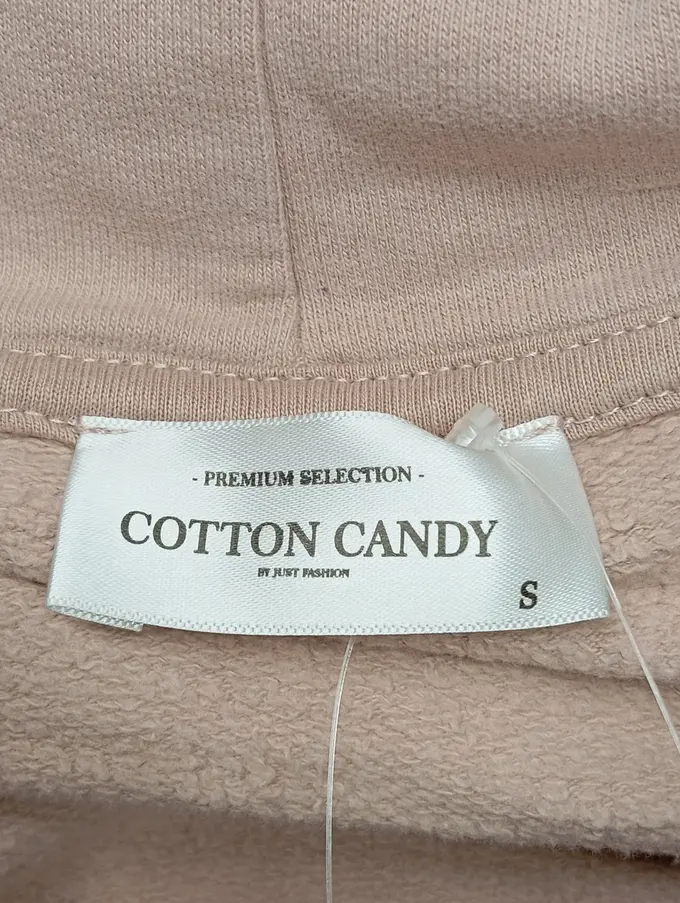 - PREMIUM SELECTION -
COTTON CANDY
BY JUST FASHION
S